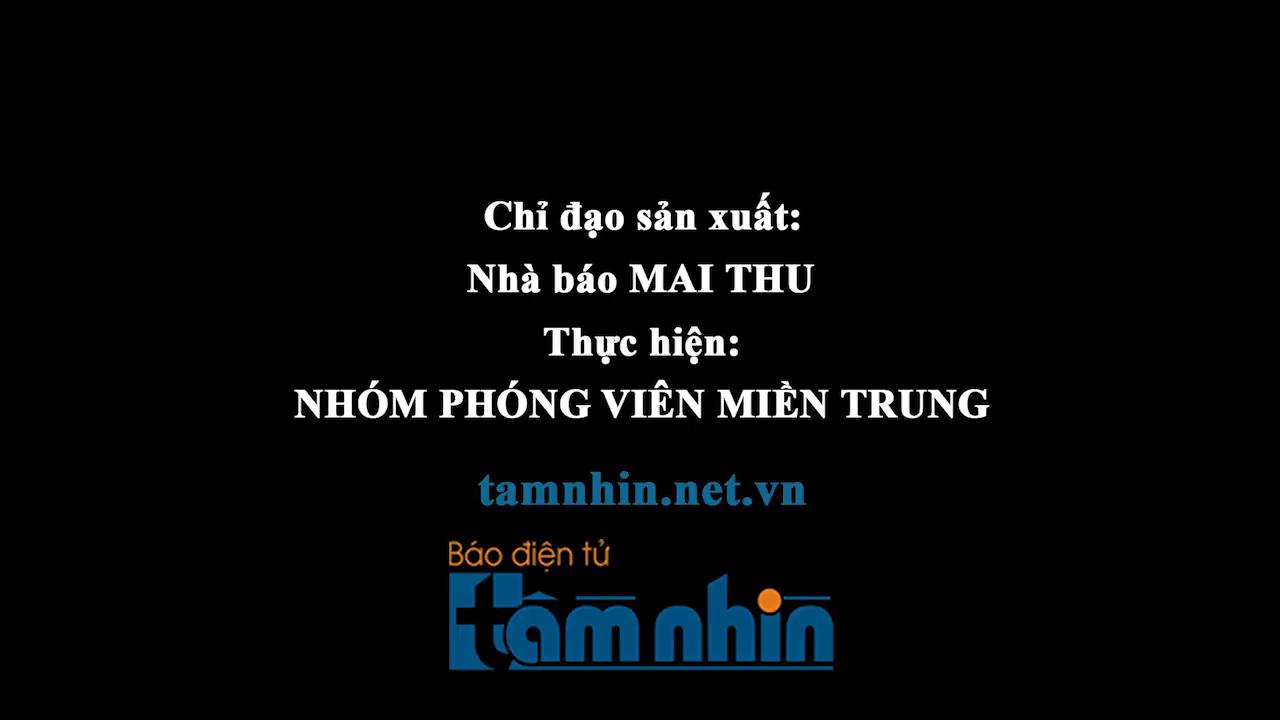 Chỉ đạo sản xuất:
Nhà báo MAI THU
Thực hiện:
NHÓM PHÓNG VIÊN MIỀN TRUNG
tamnhin.net.vn
Báo điện tử
tầm nhìn